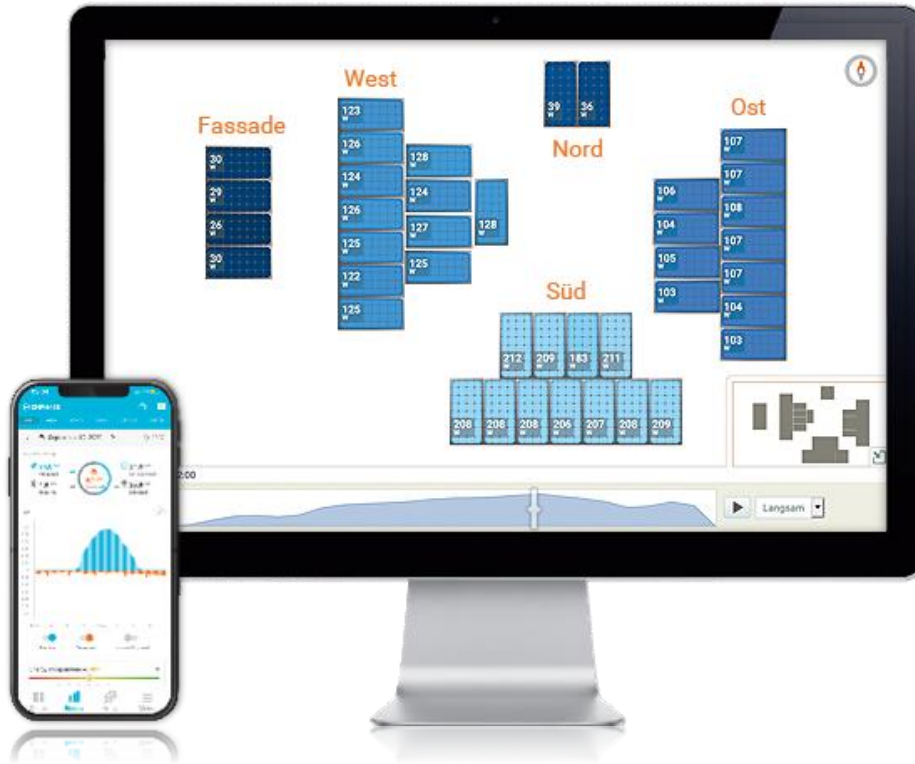 West
Fassade
Nord
Ost
Süd
123 W
126 W
124 W
126 W
125 W
122 W
125 W
128 W
124 W
127 W
125 W
128 W
30 W
29 W
26 W
30 W
39 W
36 W
106 W
104 W
105 W
103 W
107 W
107 W
108 W
107 W
107 W
104 W
103 W
212 W
209 W
183 W
211 W
208 W
208 W
208 W
206 W
207 W
208 W
209 W
2:00
Langsam